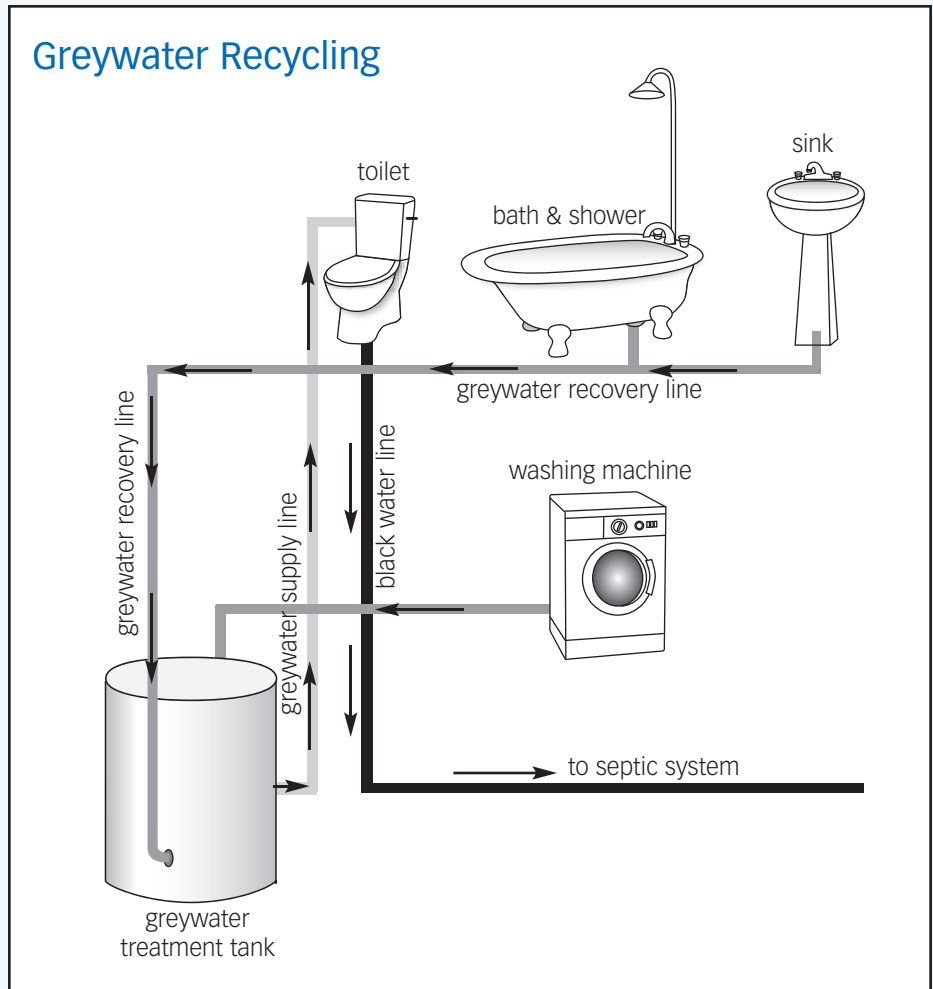 Greywater Recycling
sink
toilet
bath & shower
greywater recovery line
greywater recovery line
black water line
washing machine
greywater supply line
to septic system
greywater
treatment tank